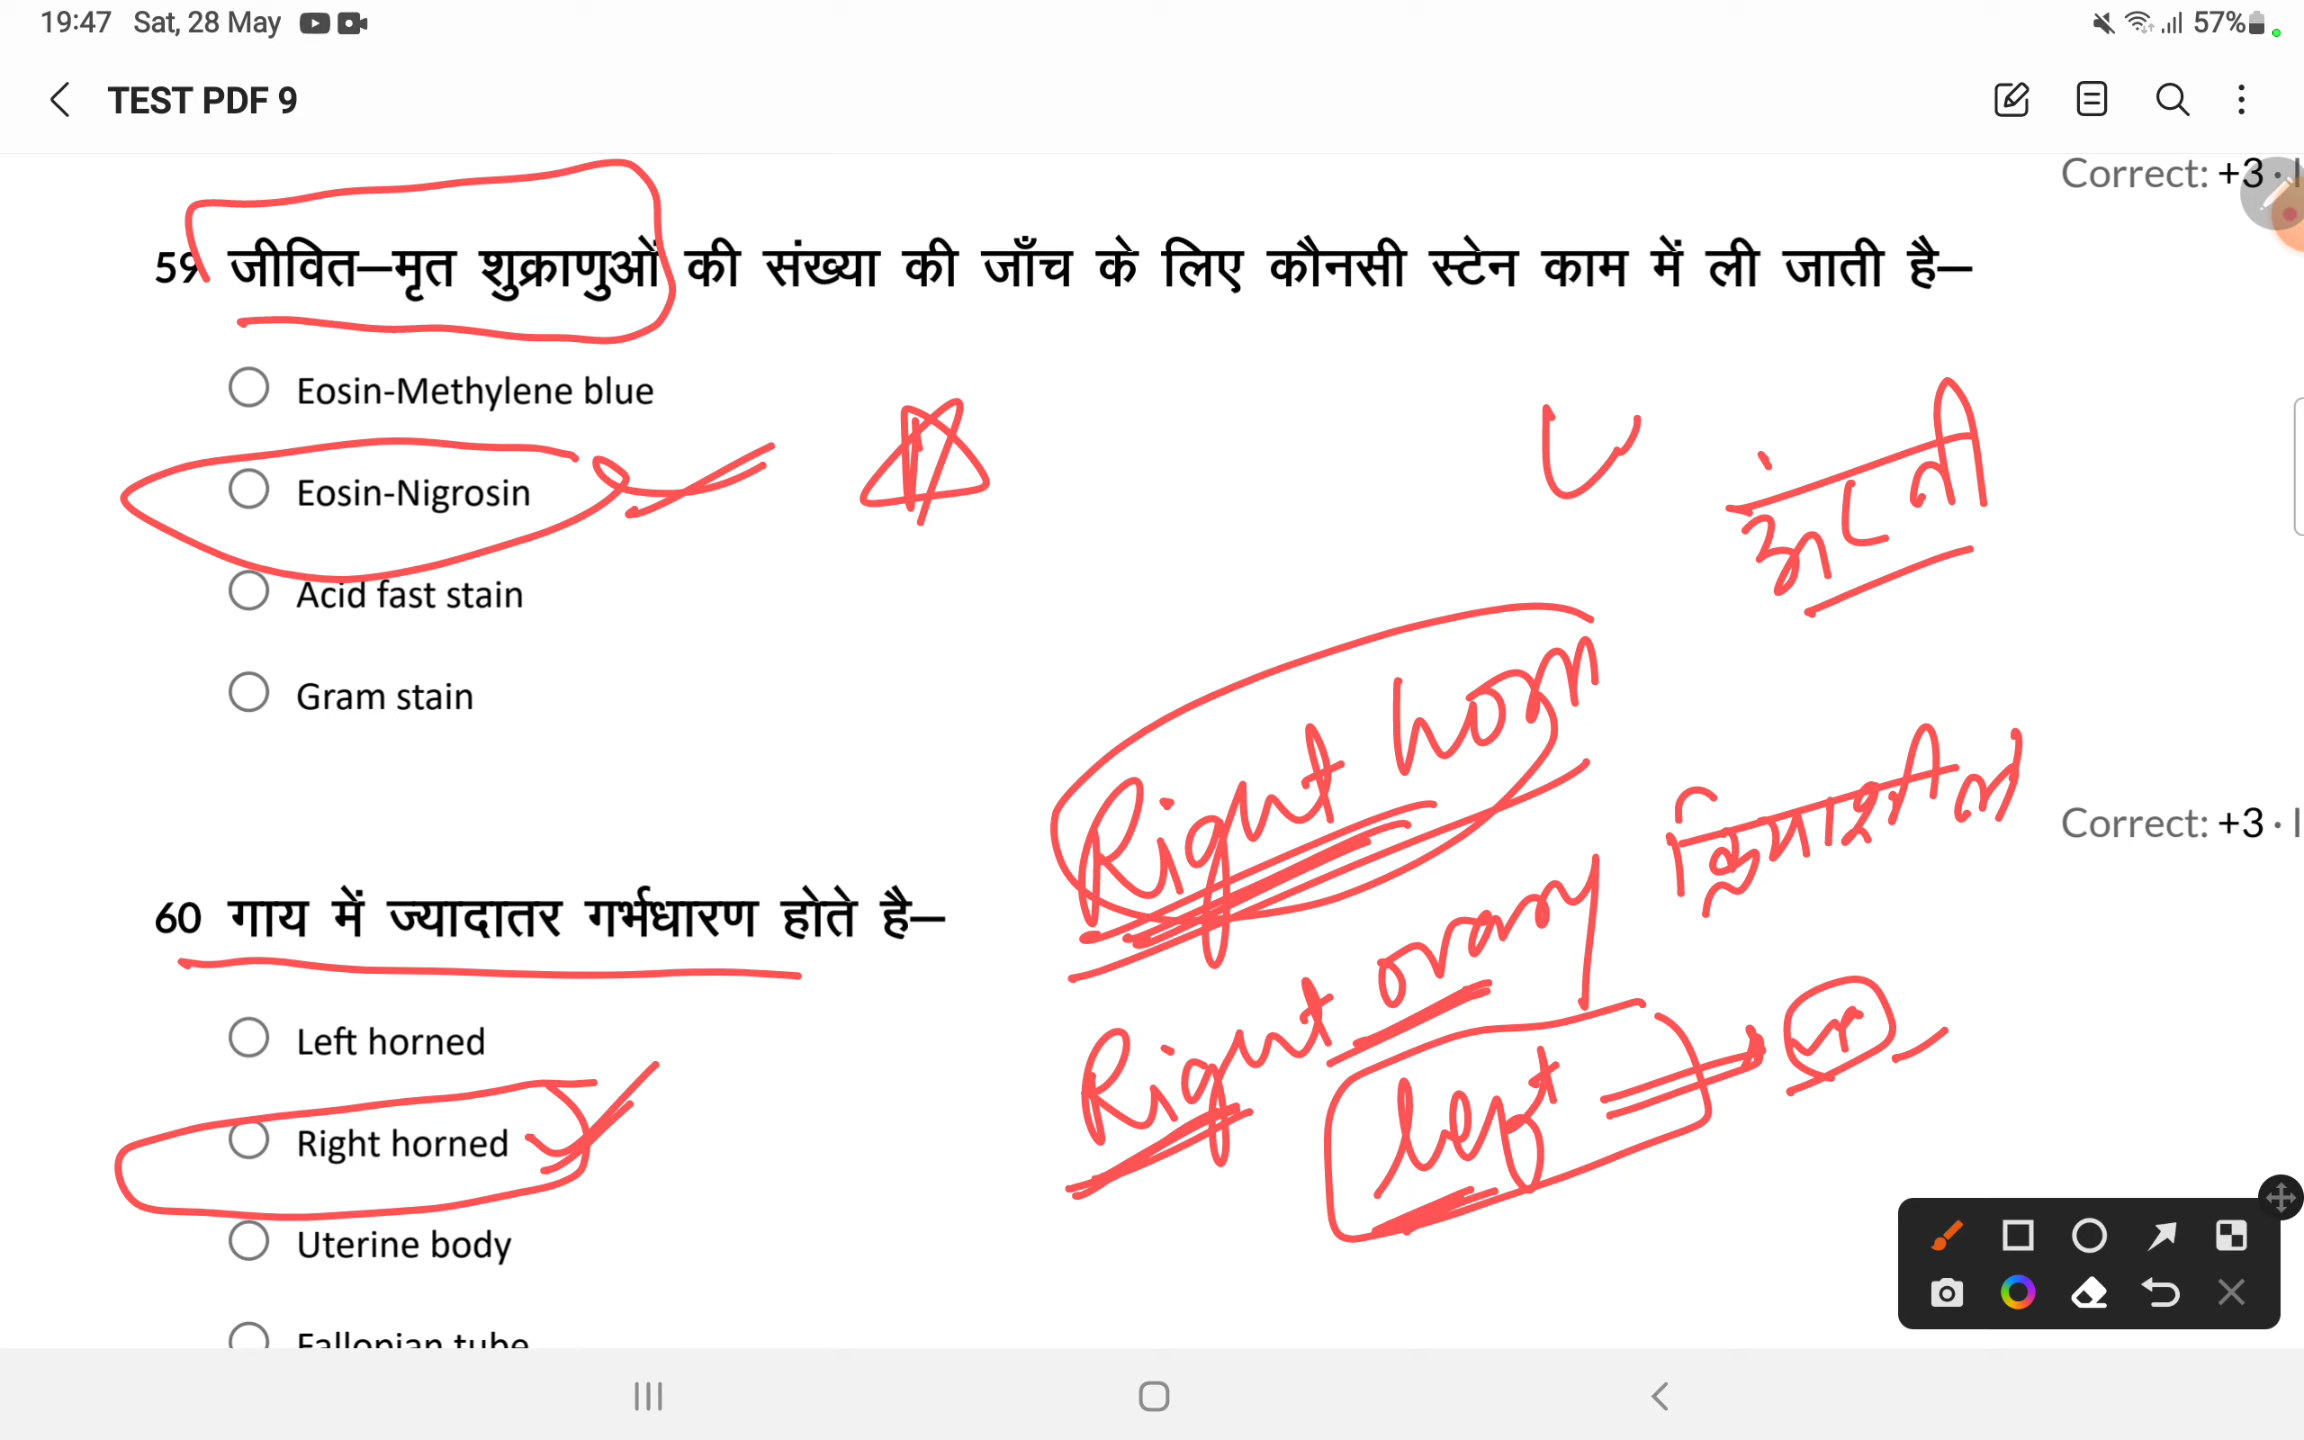 19:47 Sat, 28 May 57%
TEST PDF 9
Correct: +3 ·
59 जीवित–मृत शुक्राणुओं की संख्या की जाँच के लिए कौनसी स्टेन काम में ली जाती है–
Eosin-Methylene blue
Eosin-Nigrosin
Acid fast stain
Gram stain
Right horn
क्रियाशील
Correct: +3 ·
60 गाय में ज्यादातर गर्भधारण होते है–
Right ovary
Left horned
left
Right horned
Uterine body
Fallopian tube